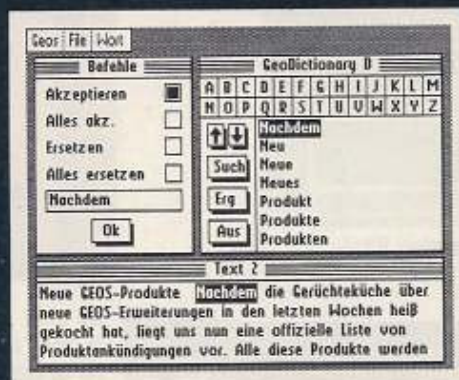 Geos File Wort
Befehle
Akzeptieren
Alles akz.
Ersetzen
Alles ersetzen
Nachdem
Ok
GeoDictionary D
A B C D E F G H I J K L M
N O P Q R S T U V W X Y Z
Such
Erg
Aus
Nachdem
Neu
Neue
Neues
Produkt
Produkte
Produkten
Text 2
Neue GEOS-Produkte Nachdem die Gerüchteküche über
neue GEOS-Erweiterungen in den letzten Wochen heiß
gekocht hat, liegt uns nun eine offizielle Liste von
Produktankündigungen vor. Alle diese Produkte werden